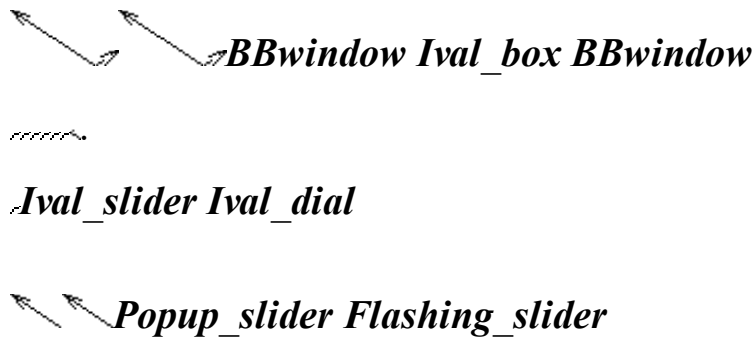 BBwindow Ival_box BBwindow
.
Ival_slider Ival_dial
Popup_slider Flashing_slider